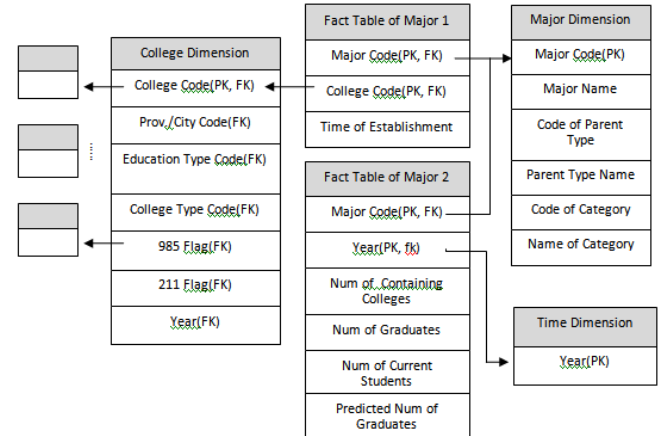 College Dimension
College Code(PK, FK)
Prov./City Code(FK)
Education Type Code(FK)
College Type Code(FK)
985 Flag(FK)
211 Flag(FK)
Year(FK)
Fact Table of Major 1
Major Code(PK, FK)
College Code(PK, FK)
Time of Establishment
Fact Table of Major 2
Major Code(PK, FK)
Year(PK, fk)
Num of Containing
Colleges
Num of Graduates
Num of Current
Students
Predicted Num of
Graduates
Major Dimension
Major Code(PK)
Major Name
Code of Parent
Type
Parent Type Name
Code of Category
Name of Category
Time Dimension
Year(PK)